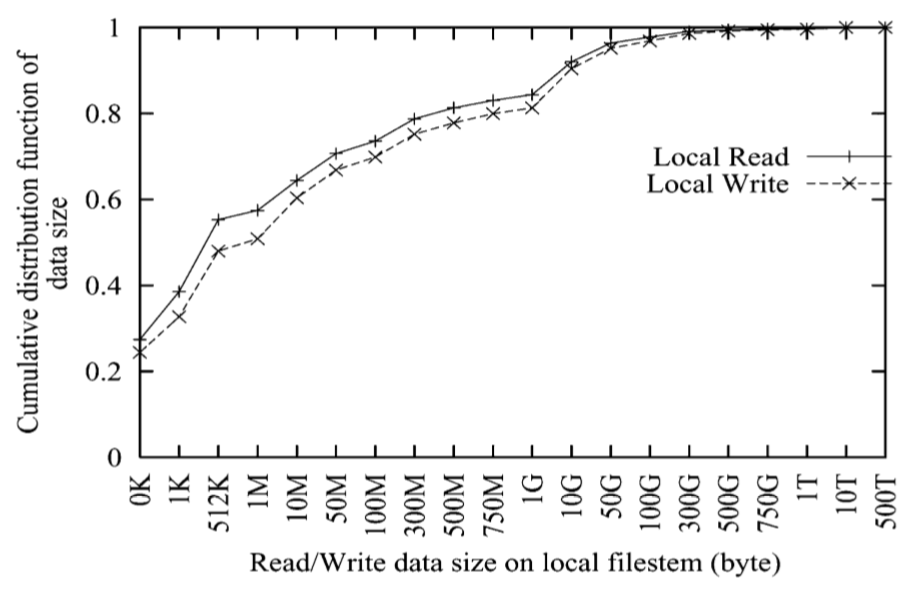 Cumulative distribution function of
data size
1
0.8
0.6
0.4
0.2
0
Local Read
Local Write
0K
1K
512K
1M
10M
50M
100M
300M
500M
750M
1G
10G
50G
100G
300G
500G
750G
1T
10T
500T
Read/Write data size on local filestem (byte)